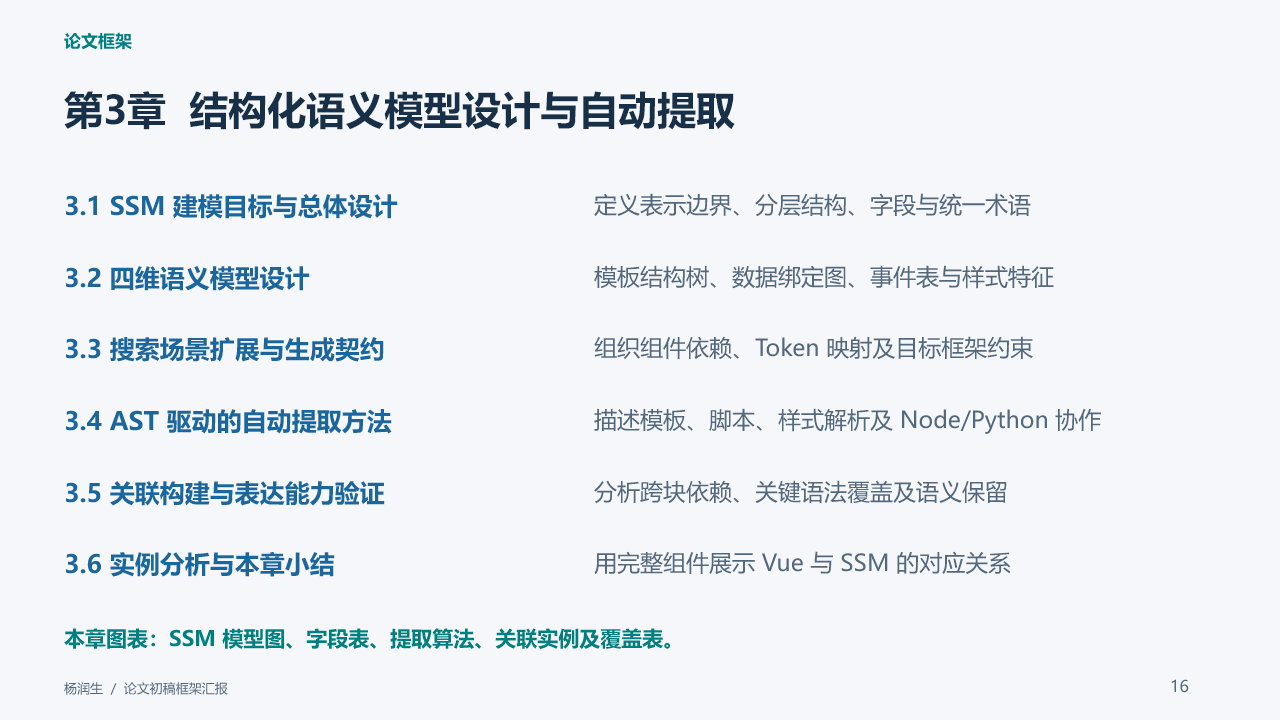 论文框架
第3章 结构化语义模型设计与自动提取
3.1 SSM 建模目标与总体设计 定义表示边界、分层结构、字段与统一术语
3.2 四维语义模型设计 模板结构树、数据绑定图、事件表与样式特征
3.3 搜索场景扩展与生成契约 组织组件依赖、Token 映射及目标框架约束
3.4 AST 驱动的自动提取方法 描述模板、脚本、样式解析及 Node/Python 协作
3.5 关联构建与表达能力验证 分析跨块依赖、关键语法覆盖及语义保留
3.6 实例分析与本章小结 用完整组件展示 Vue 与 SSM 的对应关系
本章图表：SSM 模型图、字段表、提取算法、关联实例及覆盖表。
杨润生 / 论文初稿框架汇报 16